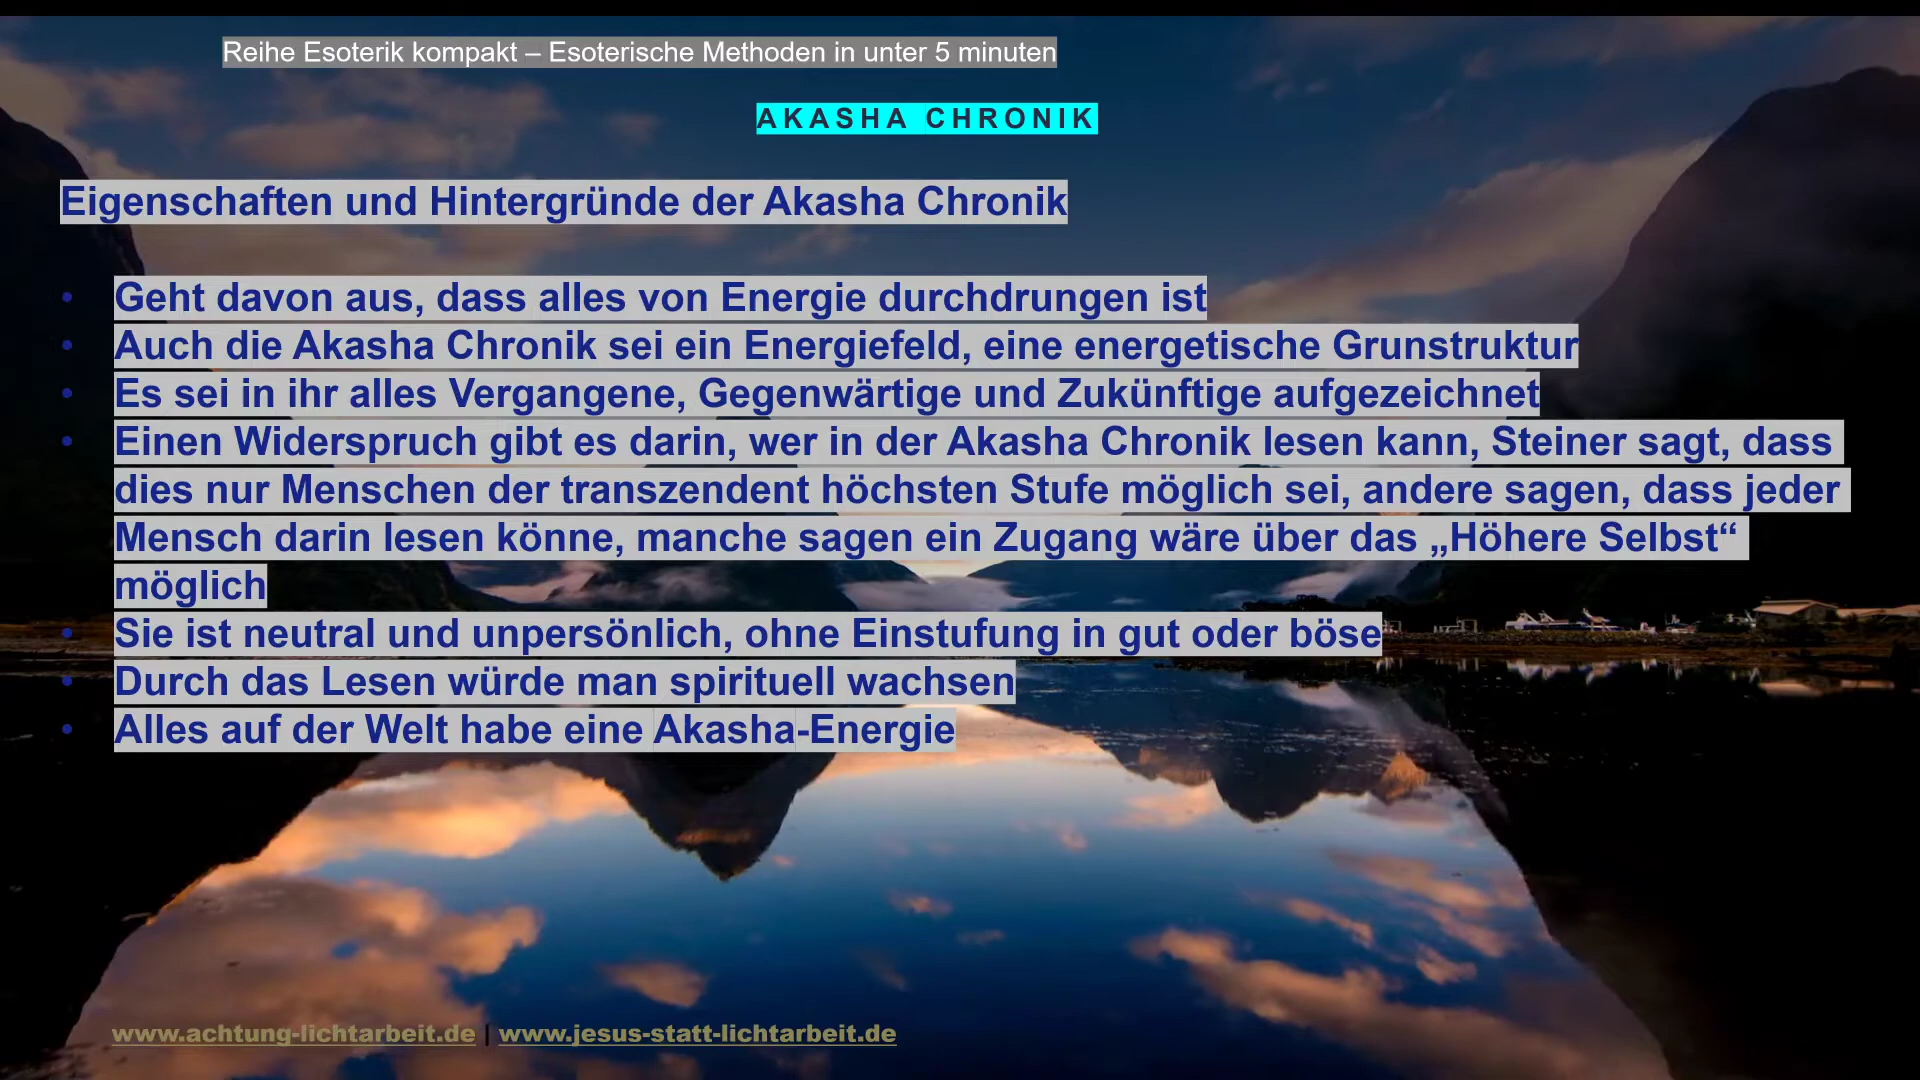 Reihe Esoterik kompakt – Esoterische Methoden in unter 5 minuten
AKASHA CHRONIK
Eigenschaften und Hintergründe der Akasha Chronik
• Geht davon aus, dass alles von Energie durchdrungen ist
• Auch die Akasha Chronik sei ein Energiefeld, eine energetische Grunstruktur
• Es sei in ihr alles Vergangene, Gegenwärtige und Zukünftige aufgezeichnet
• Einen Widerspruch gibt es darin, wer in der Akasha Chronik lesen kann, Steiner sagt, dass
dies nur Menschen der transzendent höchsten Stufe möglich sei, andere sagen, dass jeder
Mensch darin lesen könne, manche sagen ein Zugang wäre über das „Höhere Selbst“
möglich
• Sie ist neutral und unpersönlich, ohne Einstufung in gut oder böse
• Durch das Lesen würde man spirituell wachsen
• Alles auf der Welt habe eine Akasha-Energie
www.achtung-lichtarbeit.de | www.jesus-statt-lichtarbeit.de